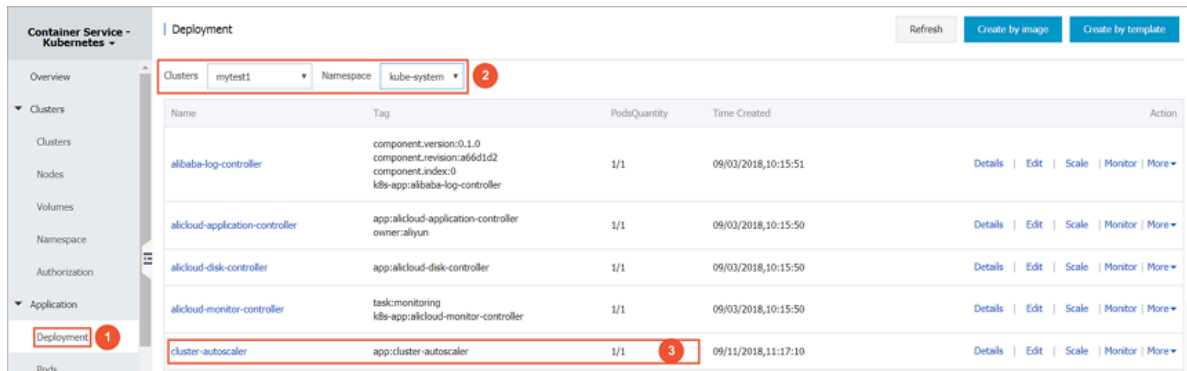 Container Service -
Kubernetes
Deployment
Refresh
Create by image
Create by template
Overview
Clusters mytest1 Namespace kube-system 2
Clusters
Name Tag PodsQuantity Time Created Action
Clusters
Nodes
Volumes
Namespace
Authorization
Application
Deployment 1
Pods
alibaba-log-controller
component.version:0.1.0
component.revision:a66d1d2
component.index:0
k8s-app:alibaba-log-controller
1/1 09/03/2018,10:15:51 Details | Edit | Scale | Monitor | More
alicloud-application-controller
app:alicloud-application-controller
owner:aliyun
1/1 09/03/2018,10:15:50 Details | Edit | Scale | Monitor | More
alicloud-disk-controller app:alicloud-disk-controller 1/1 09/03/2018,10:15:50 Details | Edit | Scale | Monitor | More
alicloud-monitor-controller
task:monitoring
k8s-app:alicloud-monitor-controller
1/1 09/03/2018,10:15:50 Details | Edit | Scale | Monitor | More
cluster-autoscaler app:cluster-autoscaler 1/1 3 09/11/2018,11:17:10 Details | Edit | Scale | Monitor | More